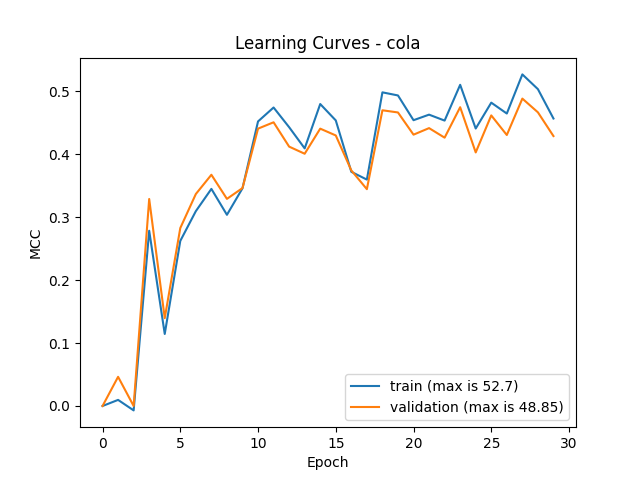 Learning Curves - cola
MCC
0.5
0.4
0.3
0.2
0.1
0.0
train (max is 52.7)
validation (max is 48.85)
0 5 10 15 20 25 30
Epoch